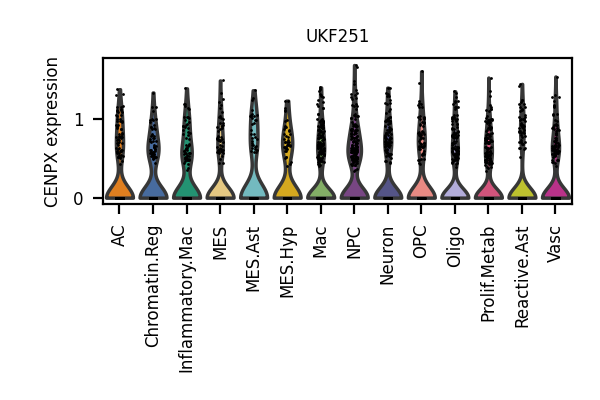 UKF251
CENPX expression
1
0
AC
Chromatin.Reg
Inflammatory.Mac
MES
MES.Ast
MES.Hyp
Mac
NPC
Neuron
OPC
Oligo
Prolif.Metab
Reactive.Ast
Vasc